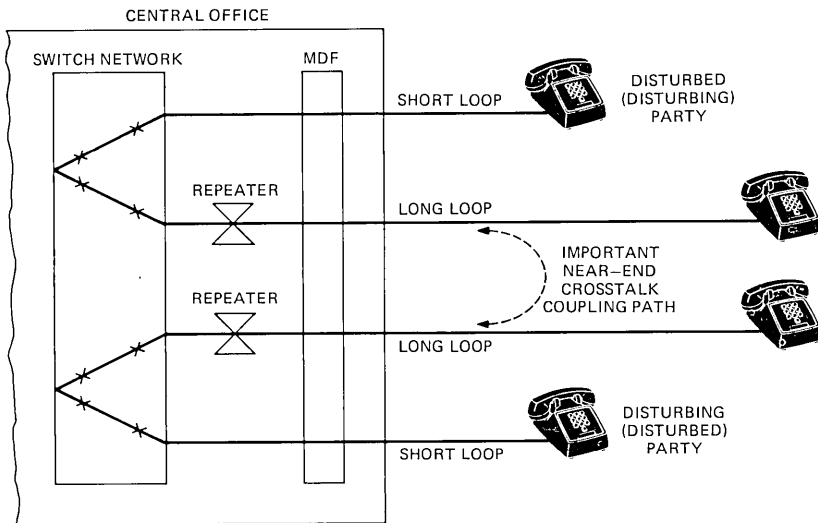 CENTRAL OFFICE
SWITCH NETWORK
MDF
SHORT LOOP
DISTURBED
(DISTURBING)
PARTY
REPEATER
LONG LOOP
IMPORTANT
NEAR-END
CROSSTALK
COUPLING PATH
REPEATER
LONG LOOP
DISTURBING
(DISTURBED)
PARTY
SHORT LOOP